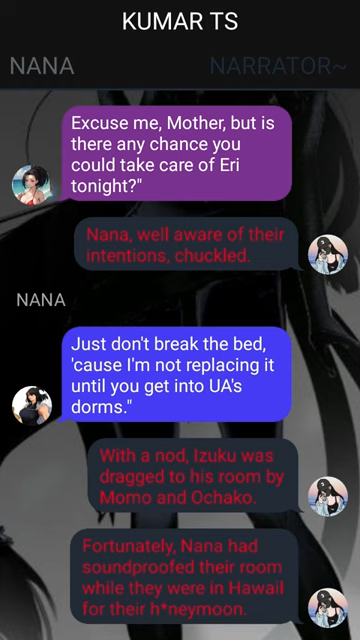 KUMAR TS
NANA
NARRATOR~
Excuse me, Mother, but is
there any chance you
could take care of Eri
tonight?"
Nana, well aware of their
intentions, chuckled.
NANA
Just don't break the bed,
'cause I'm not replacing it
until you get into UA's
dorms."
With a nod, Izuku was
dragged to his room by
Momo and Ochako.
Fortunately, Nana had
soundproofed their room
while they were in Hawaii
for their h*neymoon.